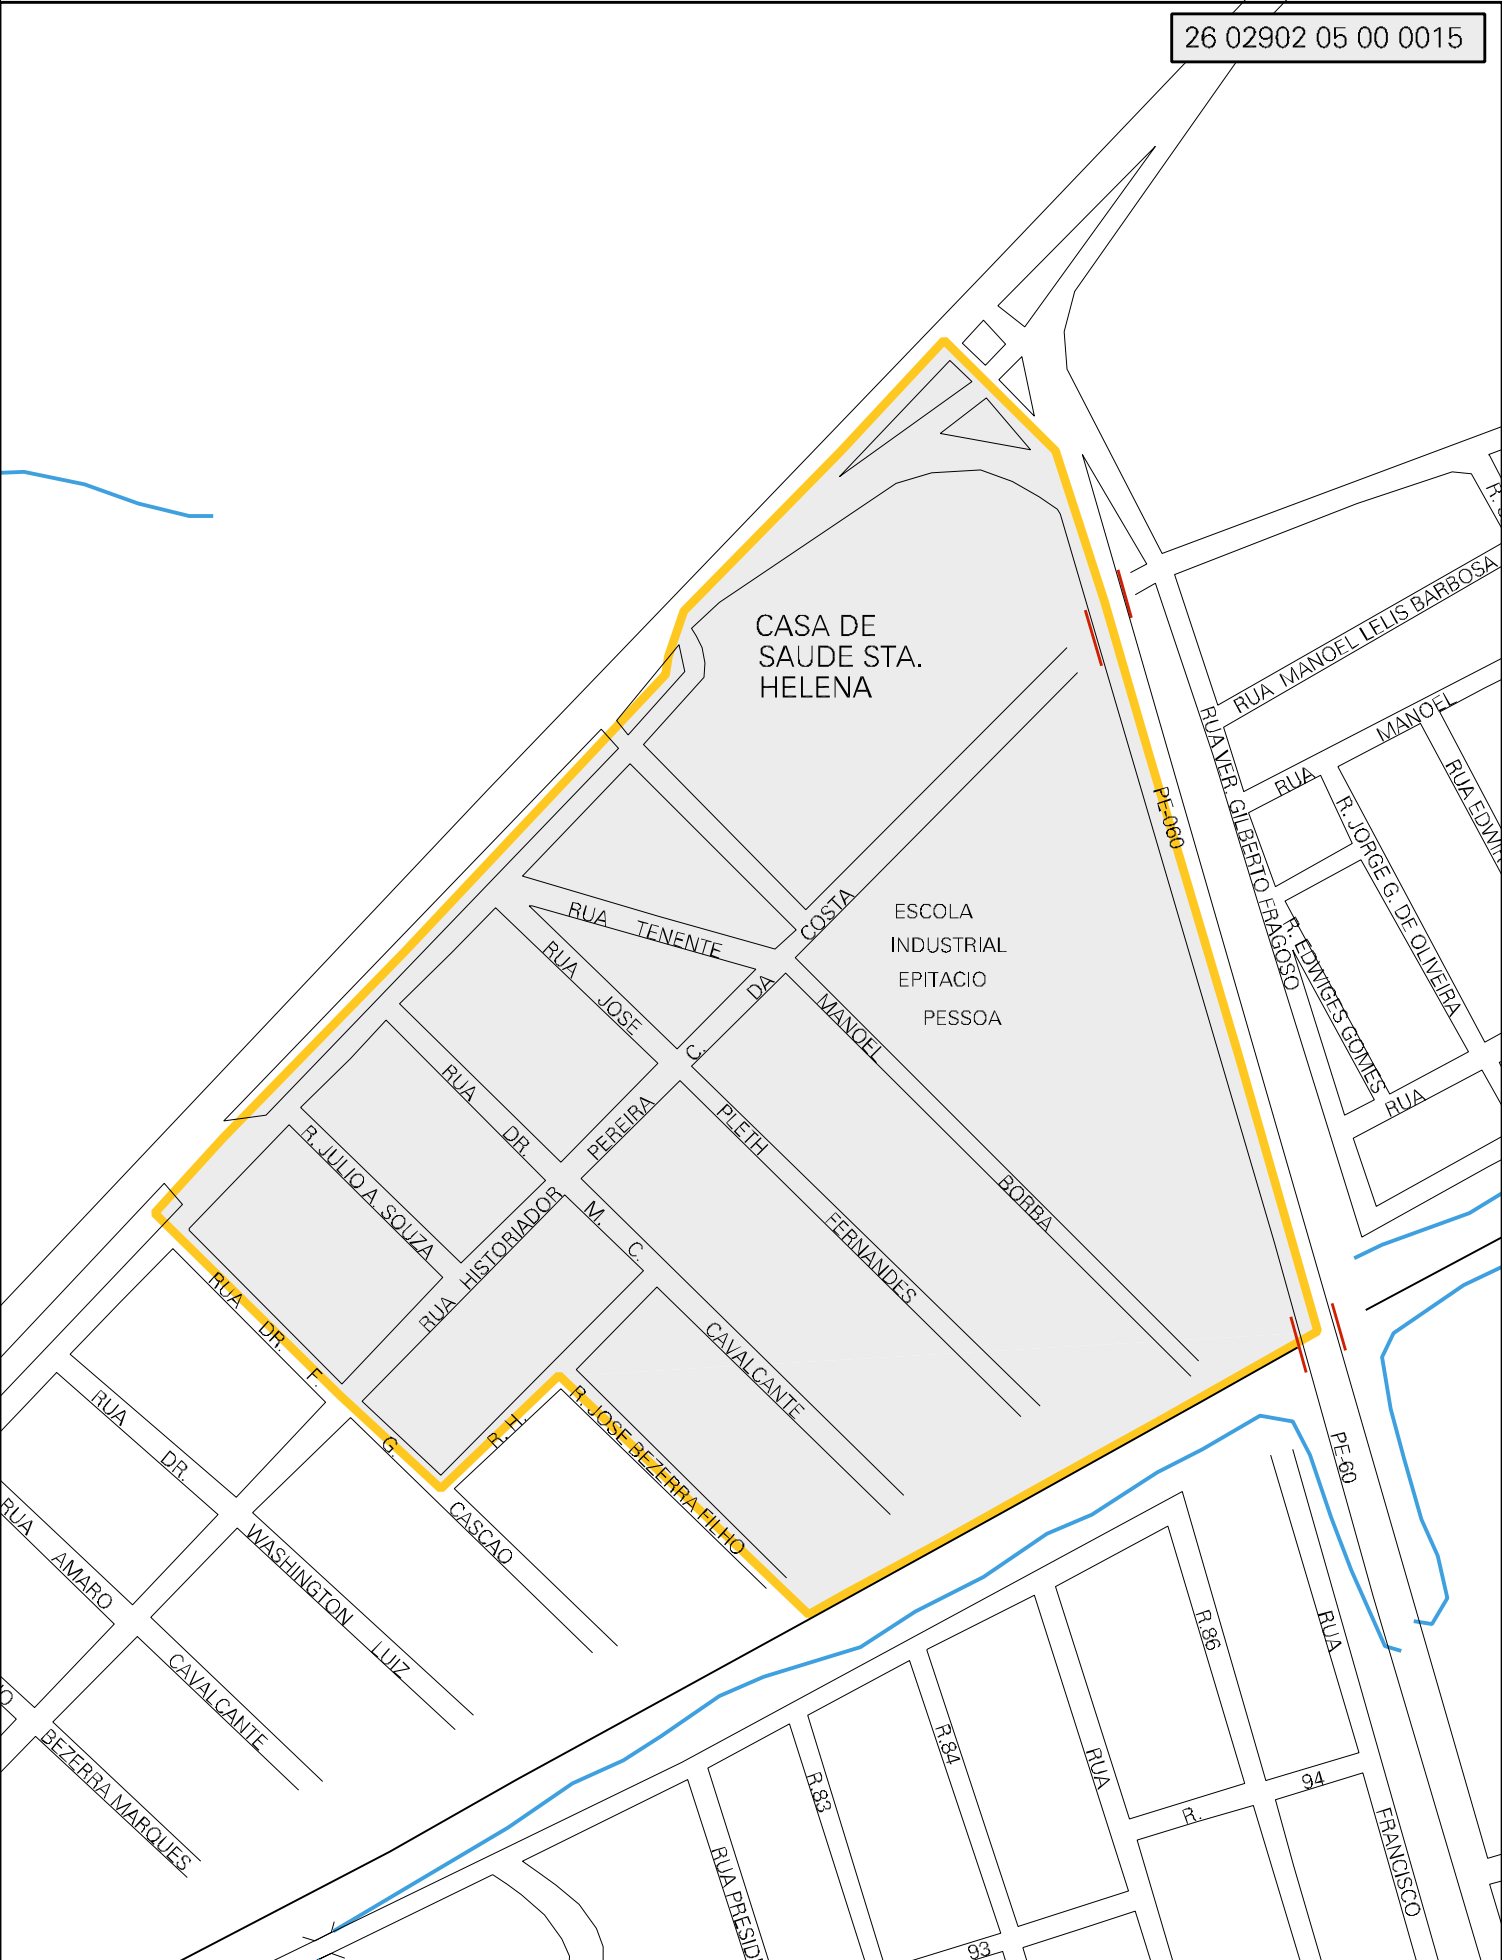 26 02902 05 00 0015
CASA DE
SAUDE STA.
HELENA
ESCOLA
INDUSTRIAL
EPITACIO
PESSOA
RUA TENENTE
MANOEL
BORBA
RUA JOSE
PLETH
FERNANDES
RUA DR.
M. C.
CAVALCANTE
R. JULIO A. SOUZA
RUA HISTORIADOR PEREIRA DA COSTA
RUA DR. F. G. CASCAO
R. H.
R. JOSE BEZERRA FILHO
RUA DR.
WASHINGTON LUIZ
RUA AMARO
CAVALCANTE
BEZERRA MARQUES
PE-060
PE-60
RUA VER. GILBERTO FRAGOSO
RUA MANOEL LELIS BARBOSA
RUA MANOEL
R. JORGE G. DE OLIVEIRA
R. EDWIGES GOMES
RUA
RUA
FRANCISCO
R.86
RUA
R. 94
R.84
R.83
93